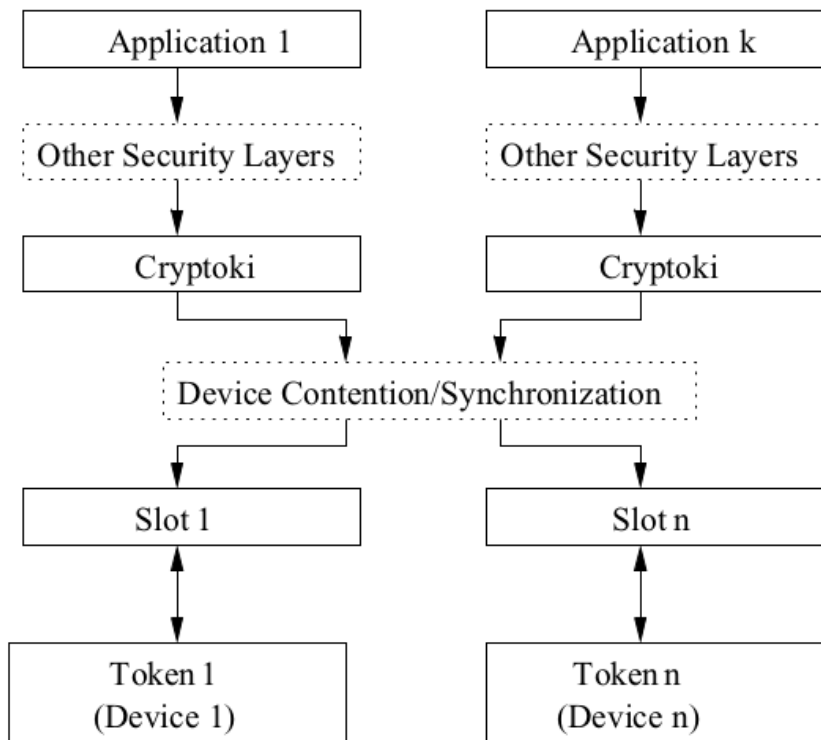 Application 1
Application k
Other Security Layers
Other Security Layers
Cryptoki
Cryptoki
Device Contention/Synchronization
Slot 1
Slot n
Token 1
(Device 1)
Token n
(Device n)